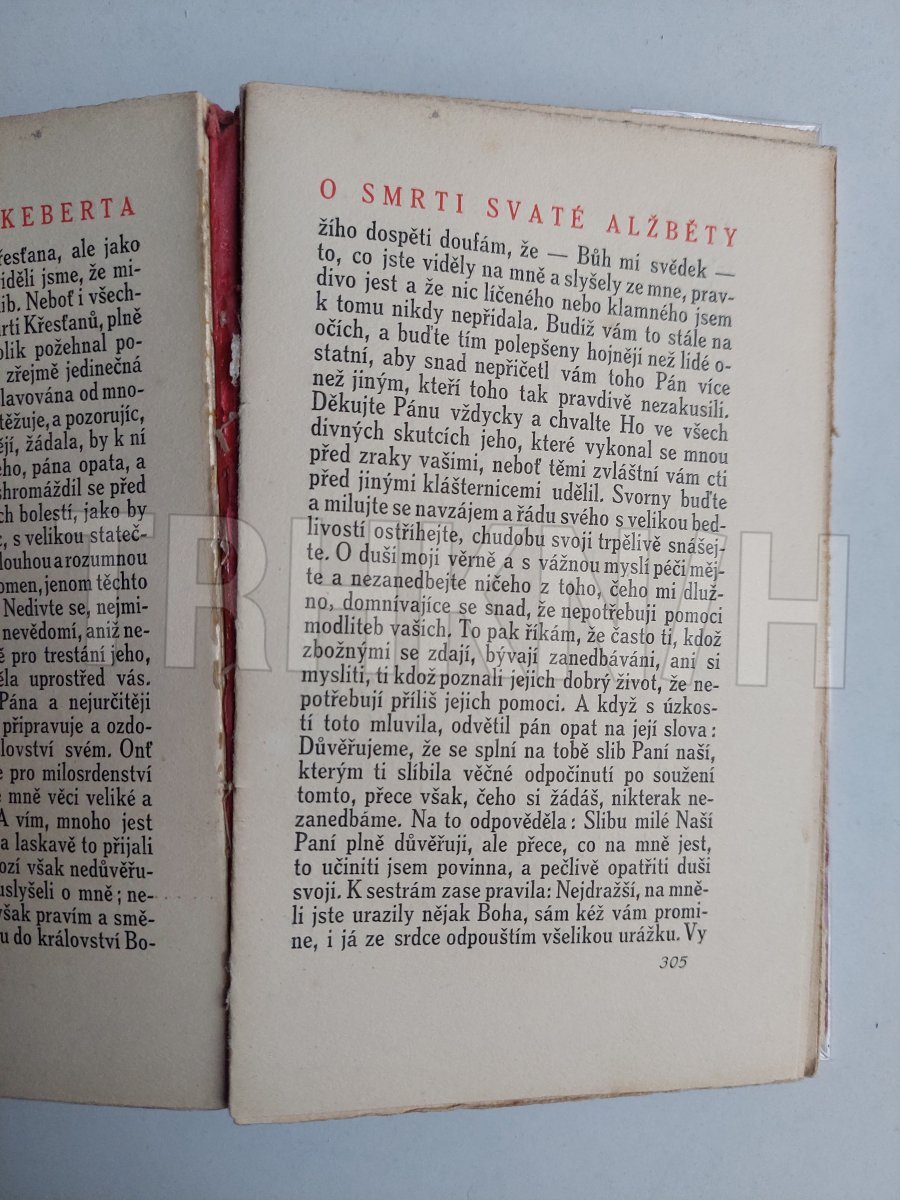 KEBERTA
řesťana, ale jako
iděli jsme, že mi-
lib. Neboť i všech-
rti Křesťanů, plně
olik požehnal po-
zřejmě jedinečná
lavována od mno-
těžuje, a pozorujíc,
ějí, žádala, by k ní
eho, pána opata, a
shromáždil se před
ch bolestí, jako by
c, s velikou stateč-
louhou a rozumnou
omen, jenom těchto
Nedivte se, nejmi-
nevědomí, aniž ne-
ě pro trestání jeho,
ěla uprostřed vás.
Pána a nejurčitěji
připravuje a ozdo-
lovství svém. Onť
e pro milosrdenství
mně věci veliké a
A vím, mnoho jest
a laskavě to přijali
ozí však nedůvěřu-
uslyšeli o mně; ne-
však pravím a smě-
u do království Bo-
O SMRTI SVATÉ ALŽBĚTY
žího dospěti doufám, že — Bůh mi svědek —
to, co jste viděly na mně a slyšely ze mne, prav-
divo jest a že nic líčeného nebo klamného jsem
k tomu nikdy nepřidala. Budiž vám to stále na
očích, a buďte tím polepšeny hojněji než lidé o-
statní, aby snad nepřičetl vám toho Pán více
než jiným, kteří toho tak pravdivě nezakusili.
Děkujte Pánu vždycky a chvalte Ho ve všech
divných skutcích jeho, které vykonal se mnou
před zraky vašimi, neboť těmi zvláštní vám cti
před jinými klášternicemi udělil. Svorny buďte
a milujte se navzájem a řádu svého s velikou bed-
livostí ostříhejte, chudobu svoji trpělivě snášej-
te. O duši moji věrně a s vážnou myslí péči měj-
te a nezanedbejte ničeho z toho, čeho mi dluž-
no, domnívajíce se snad, že nepotřebuji pomoci
modliteb vašich. To pak říkám, že často ti, kdož
zbožnými se zdají, bývají zanedbáváni, ani si
mysliti, ti kdož poznali jejich dobrý život, že ne-
potřebují příliš jejich pomoci. A když s úzkos-
tí toto mluvila, odvětil pán opat na její slova:
Důvěřujeme, že se splní na tobě slib Paní naší,
kterým ti slíbila věčné odpočinutí po soužení
tomto, přece však, čeho si žádáš, nikterak ne-
zanedbáme. Na to odpověděla: Slibu milé Naší
Paní plně důvěřuji, ale přece, co na mně jest,
to učiniti jsem povinna, a pečlivě opatřiti duši
svoji. K sestrám zase pravila: Nejdražší, na mně-
li jste urazily nějak Boha, sám kéž vám promi-
ne, i já ze srdce odpouštím všelikou urážku. Vy
305